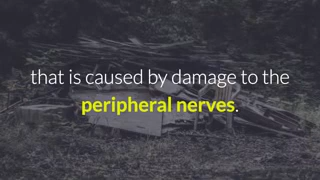 that is caused by damage to the
peripheral nerves.